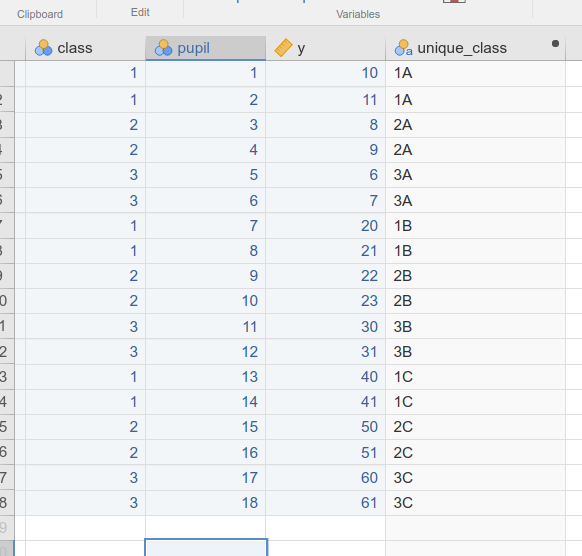 Clipboard Edit Variables
class pupil y unique_class
1 1 10 1A
2 1 2 11 1A
3 2 3 8 2A
4 2 4 9 2A
5 3 5 6 3A
6 3 6 7 3A
7 1 7 20 1B
8 1 8 21 1B
9 2 9 22 2B
0 2 10 23 2B
1 3 11 30 3B
2 3 12 31 3B
3 1 13 40 1C
4 1 14 41 1C
5 2 15 50 2C
6 2 16 51 2C
7 3 17 60 3C
8 3 18 61 3C
9